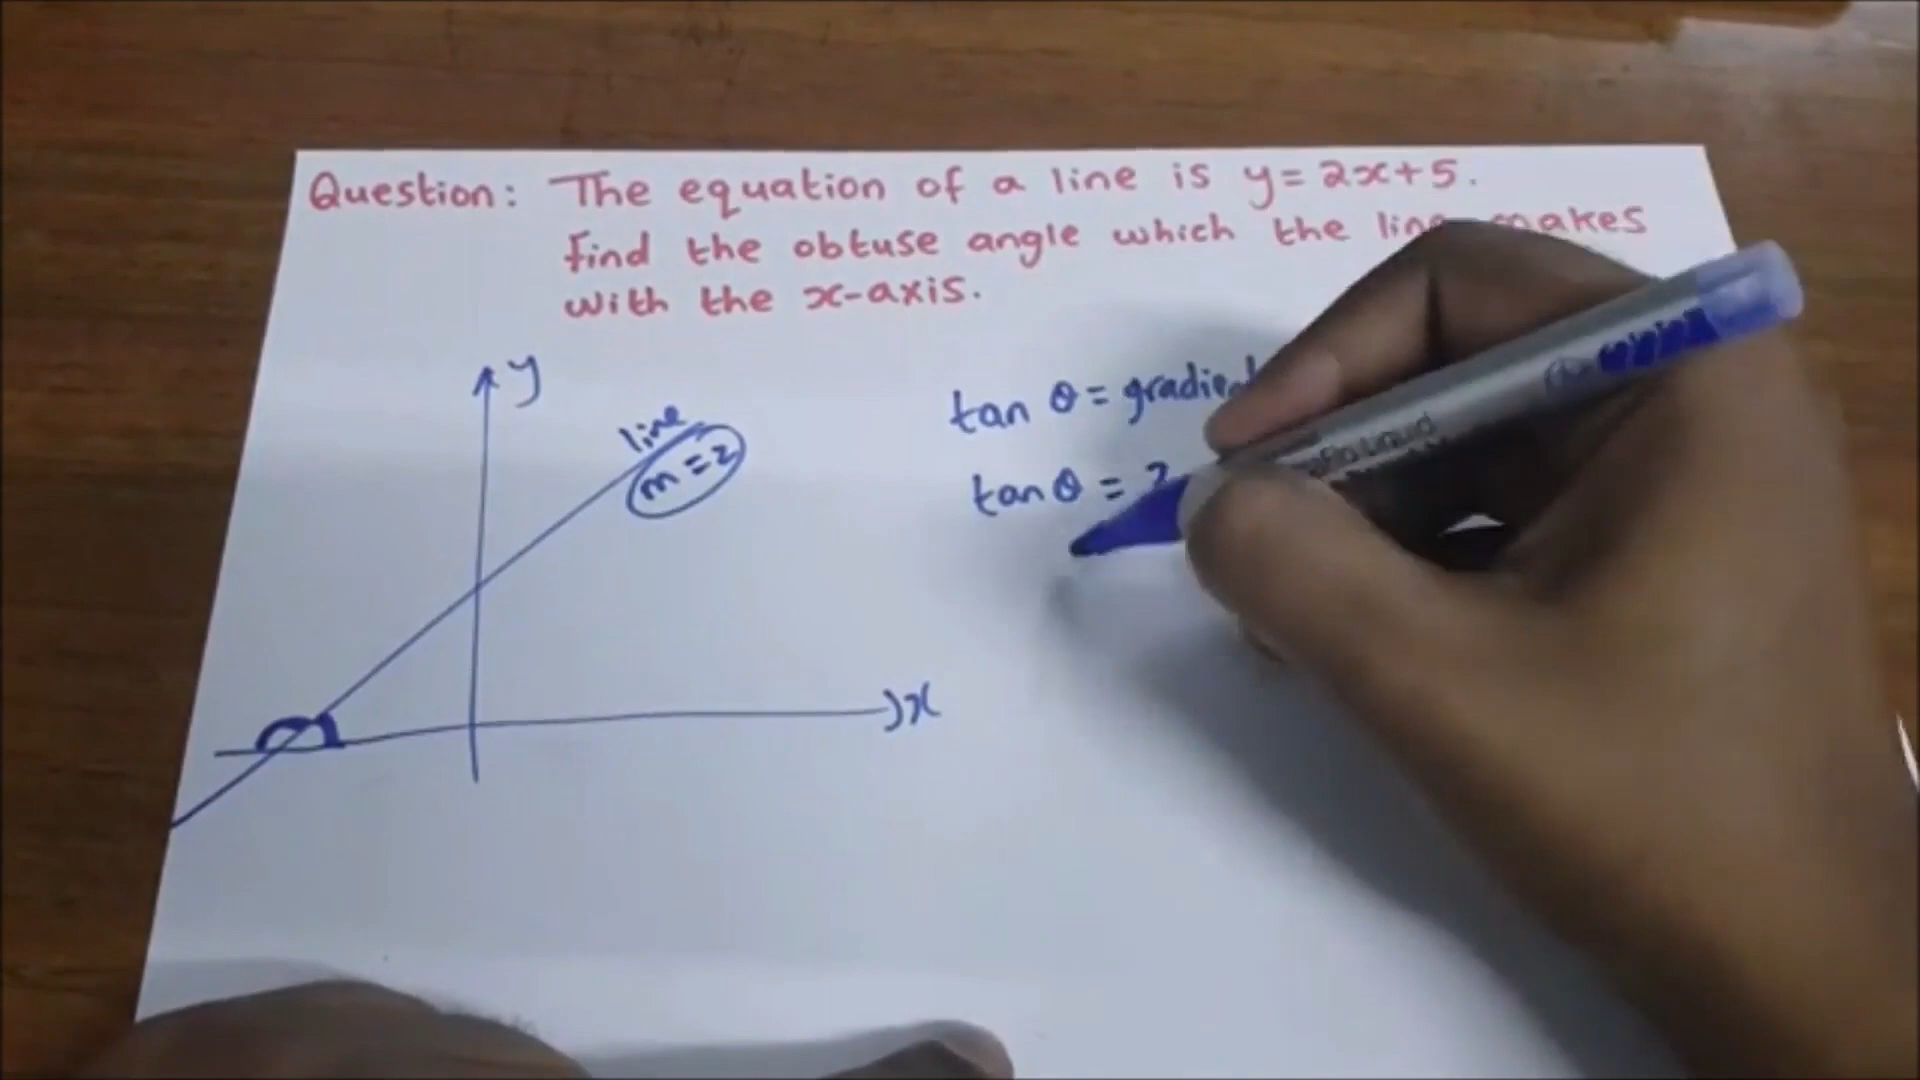 Question: The equation of a line is y=2x+5.
find the obtuse angle which the line makes
with the x-axis.
y
line
m=2
x
tan θ = gradient
tan θ = 2